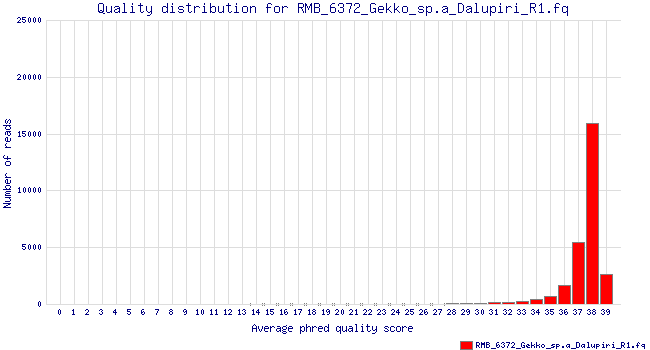 Quality distribution for RMB_6372_Gekko_sp.a_Dalupiri_R1.fq
25000
20000
15000
10000
5000
0
Number of reads
0 1 2 3 4 5 6 7 8 9 10 11 12 13 14 15 16 17 18 19 20 21 22 23 24 25 26 27 28 29 30 31 32 33 34 35 36 37 38 39
Average phred quality score
RMB_6372_Gekko_sp.a_Dalupiri_R1.fq